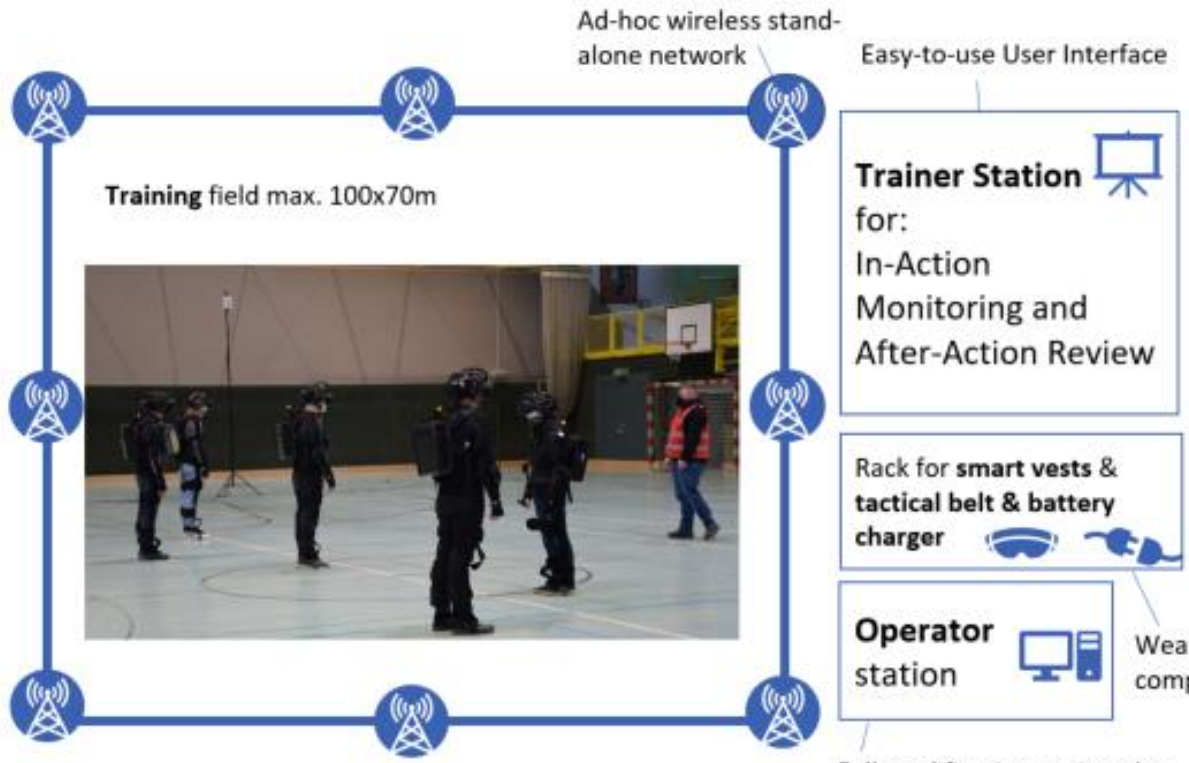 Ad-hoc wireless stand-
alone network
Easy-to-use User Interface
Training field max. 100x70m
Trainer Station
for:
In-Action
Monitoring and
After-Action Review
Rack for smart vests &
tactical belt & battery
charger
Operator
station